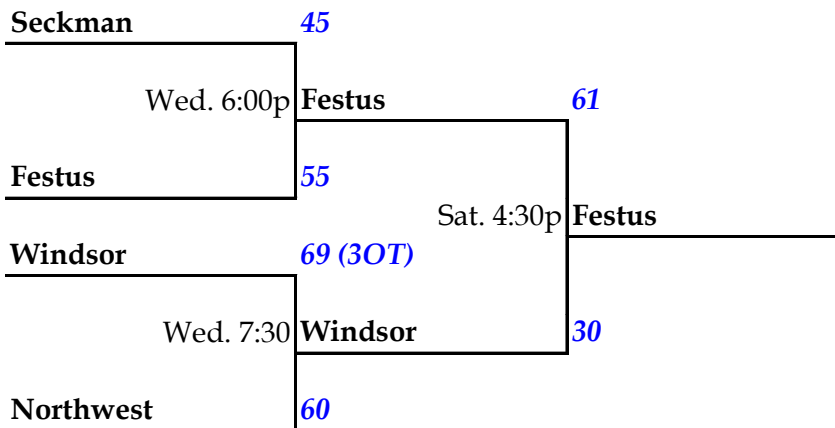 Seckman 45
Wed. 6:00p Festus 61
Festus 55
Sat. 4:30p Festus
Windsor 69 (3OT)
Wed. 7:30 Windsor 30
Northwest 60